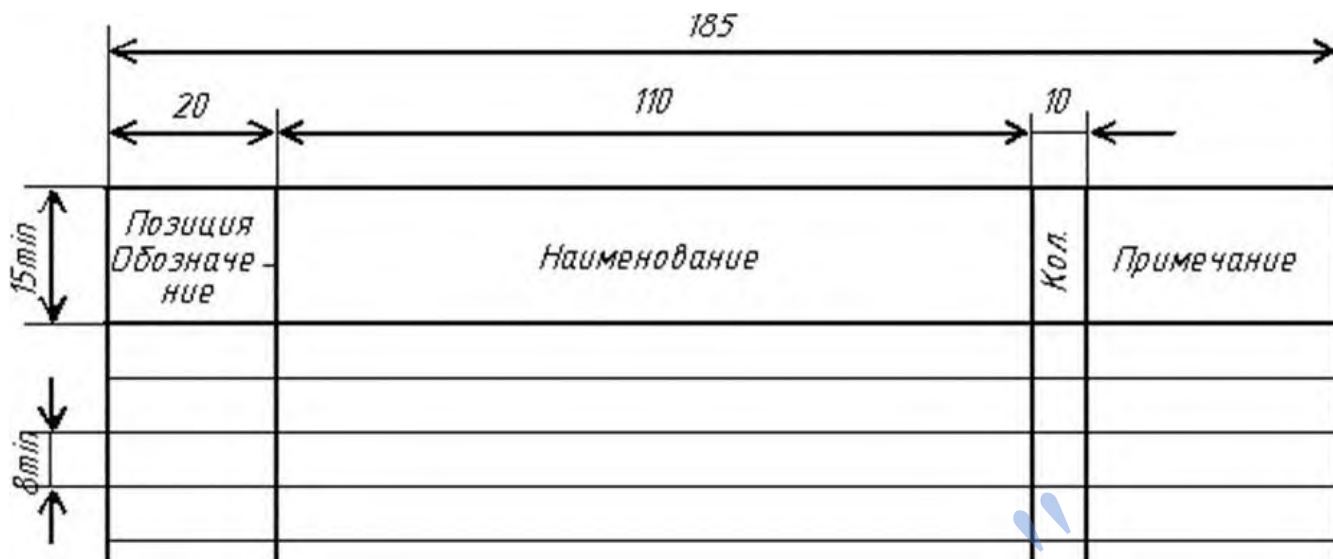 185
20
110
10
15min
Позиция
Обозначе-
ние
Наименование
Кол.
Примечание
8min